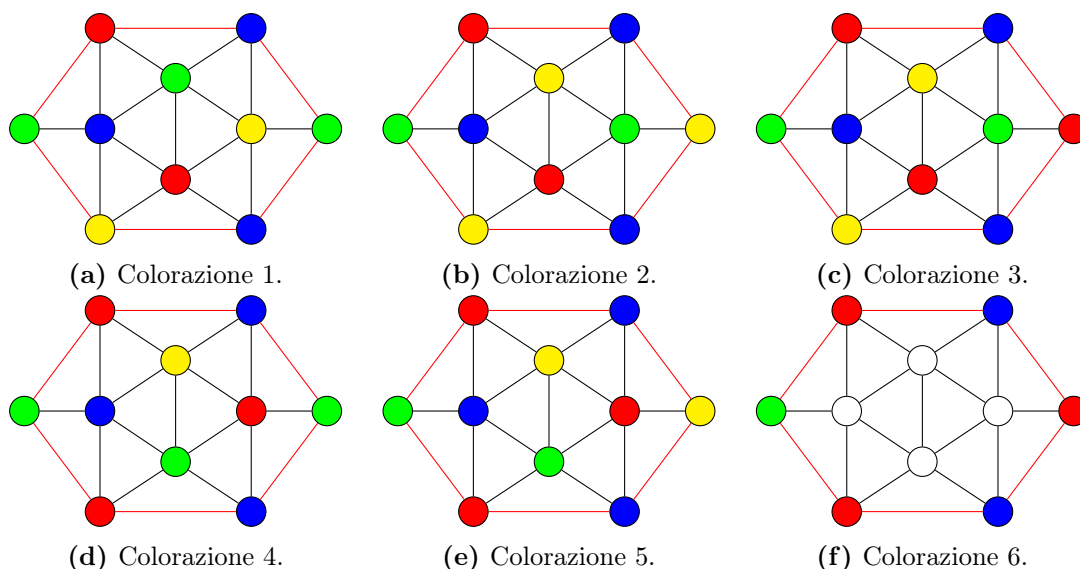 (a) Colorazione 1.
(b) Colorazione 2.
(c) Colorazione 3.
(d) Colorazione 4.
(e) Colorazione 5.
(f) Colorazione 6.